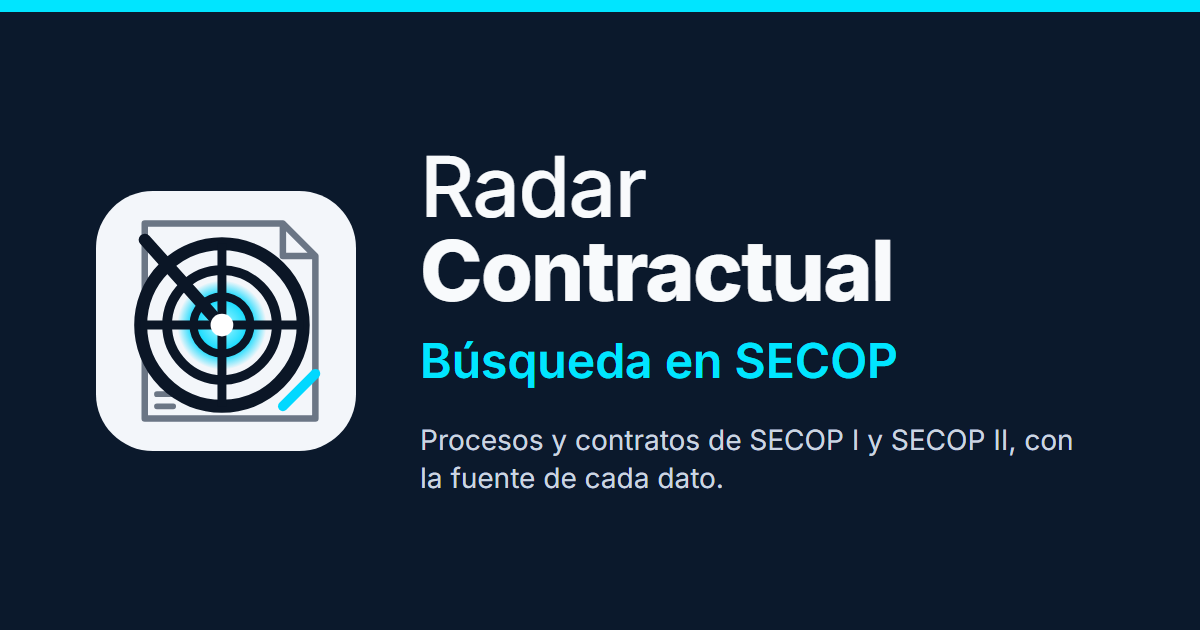 Radar
Contractual
Búsqueda en SECOP
Procesos y contratos de SECOP I y SECOP II, con
la fuente de cada dato.